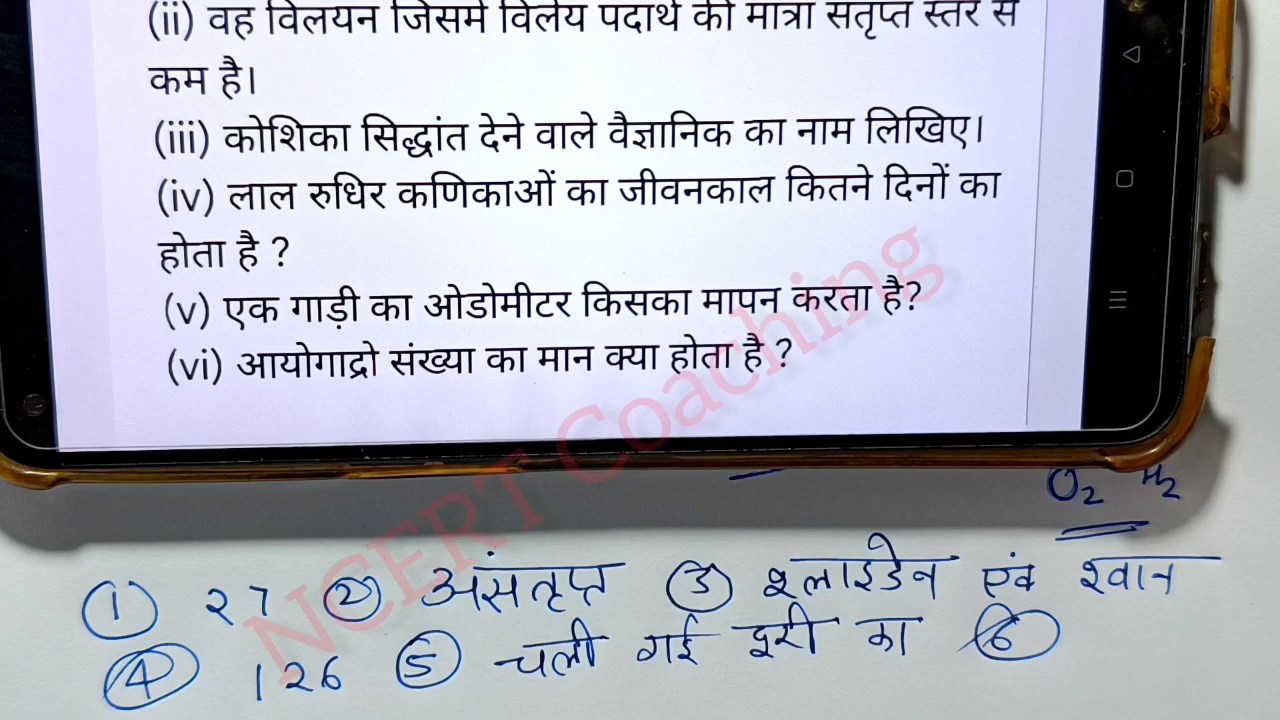 (ii) वह विलयन जिसमें विलेय पदार्थ की मात्रा संतृप्त स्तर से
कम है।
(iii) कोशिका सिद्धांत देने वाले वैज्ञानिक का नाम लिखिए।
(iv) लाल रुधिर कणिकाओं का जीवनकाल कितने दिनों का
होता है ?
(v) एक गाड़ी का ओडोमीटर किसका मापन करता है?
(vi) आयोगाद्रो संख्या का मान क्या होता है ?
NCERT Coaching
O2 H2
① २७ ② असंतृप्त ③ श्लाइडेन एवं श्वान
④ 126 ⑤ चली गई दूरी का ⑥